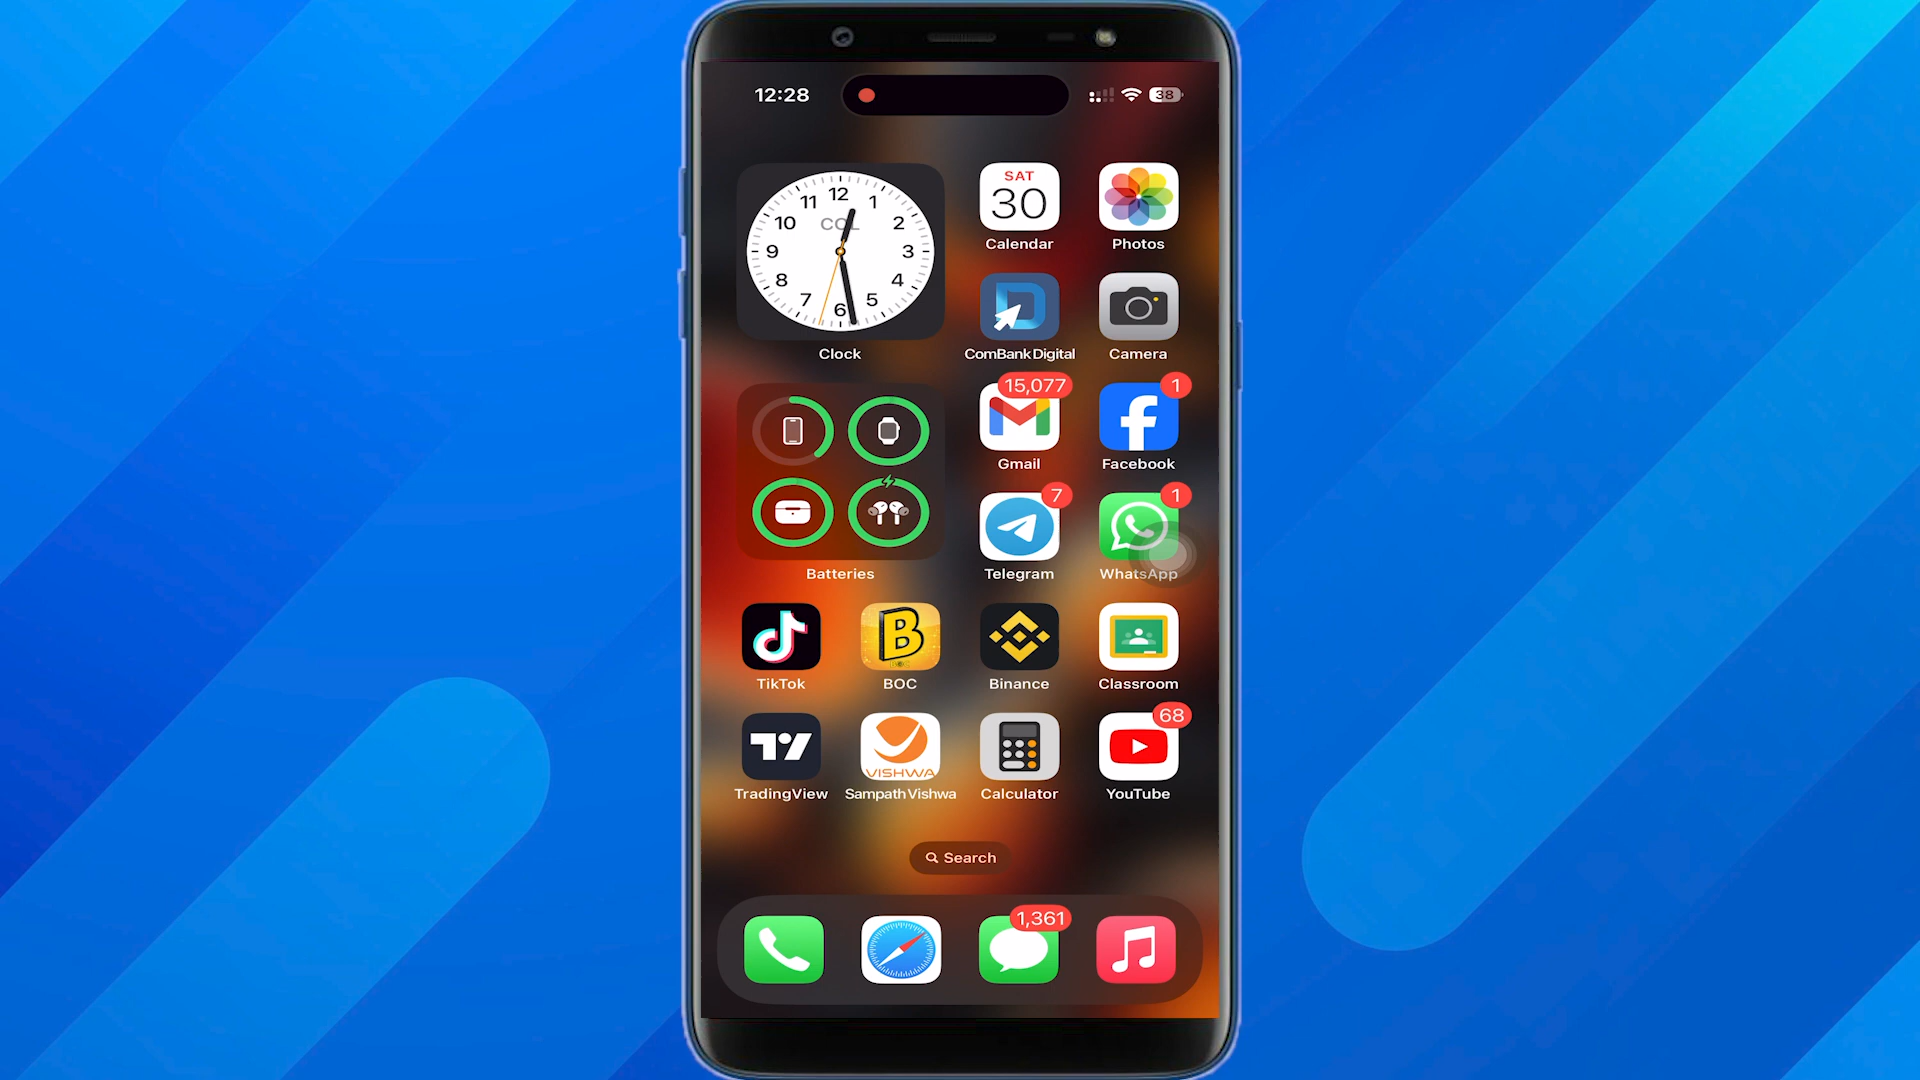 12:28
38
12
11 1
COL
10 2
9 3
8 4
7 5
6
Clock
SAT
30
Calendar
Photos
ComBank Digital
Camera
15,077
Gmail
1
Facebook
Batteries
7
Telegram
1
WhatsApp
TikTok
B
BOC
Binance
Classroom
TradingView
VISHWA
Sampath Vishwa
Calculator
68
YouTube
Search
1,361